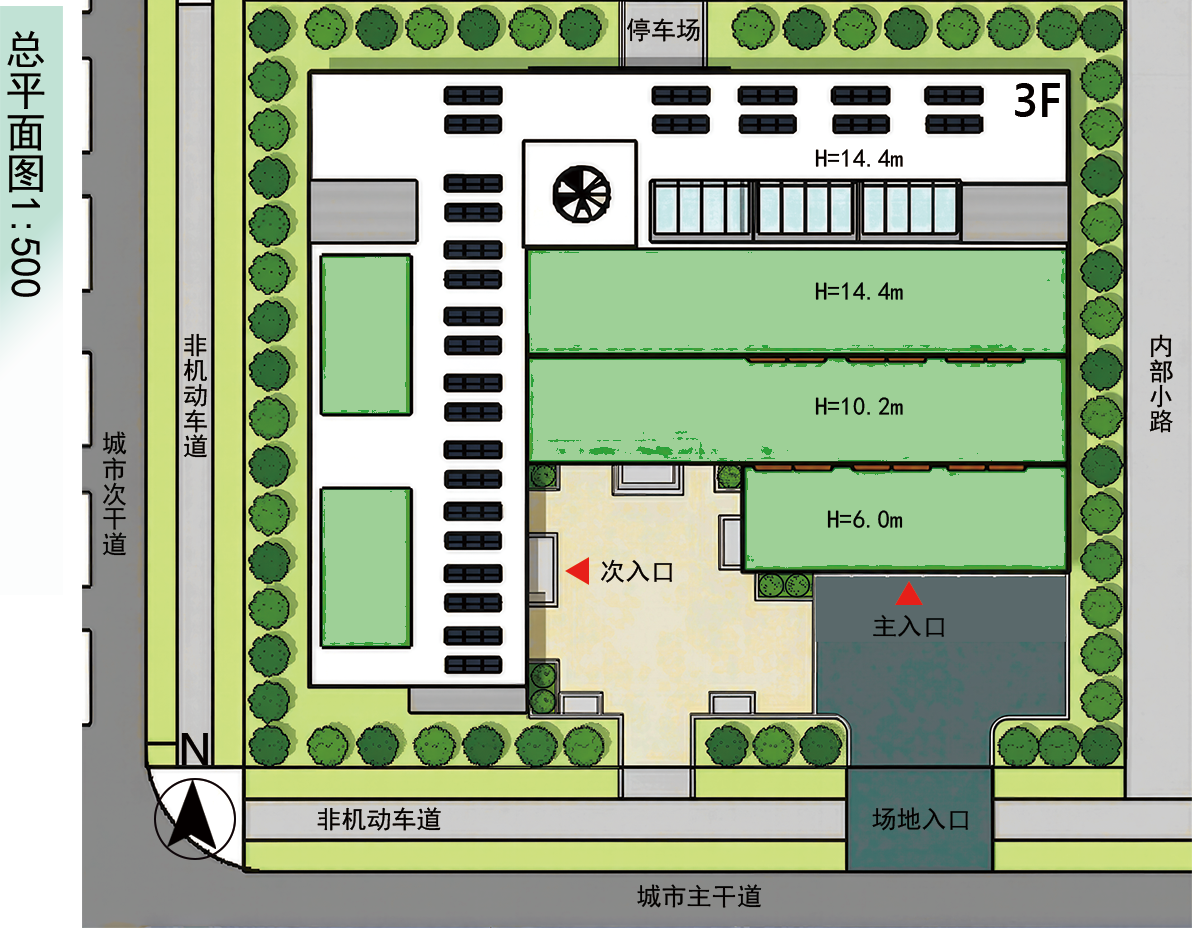 总平面图1:500
停车场
3F
H=14.4m
H=14.4m
非机动车道
内部小路
H=10.2m
城市次干道
H=6.0m
次入口
主入口
N
非机动车道
场地入口
城市主干道